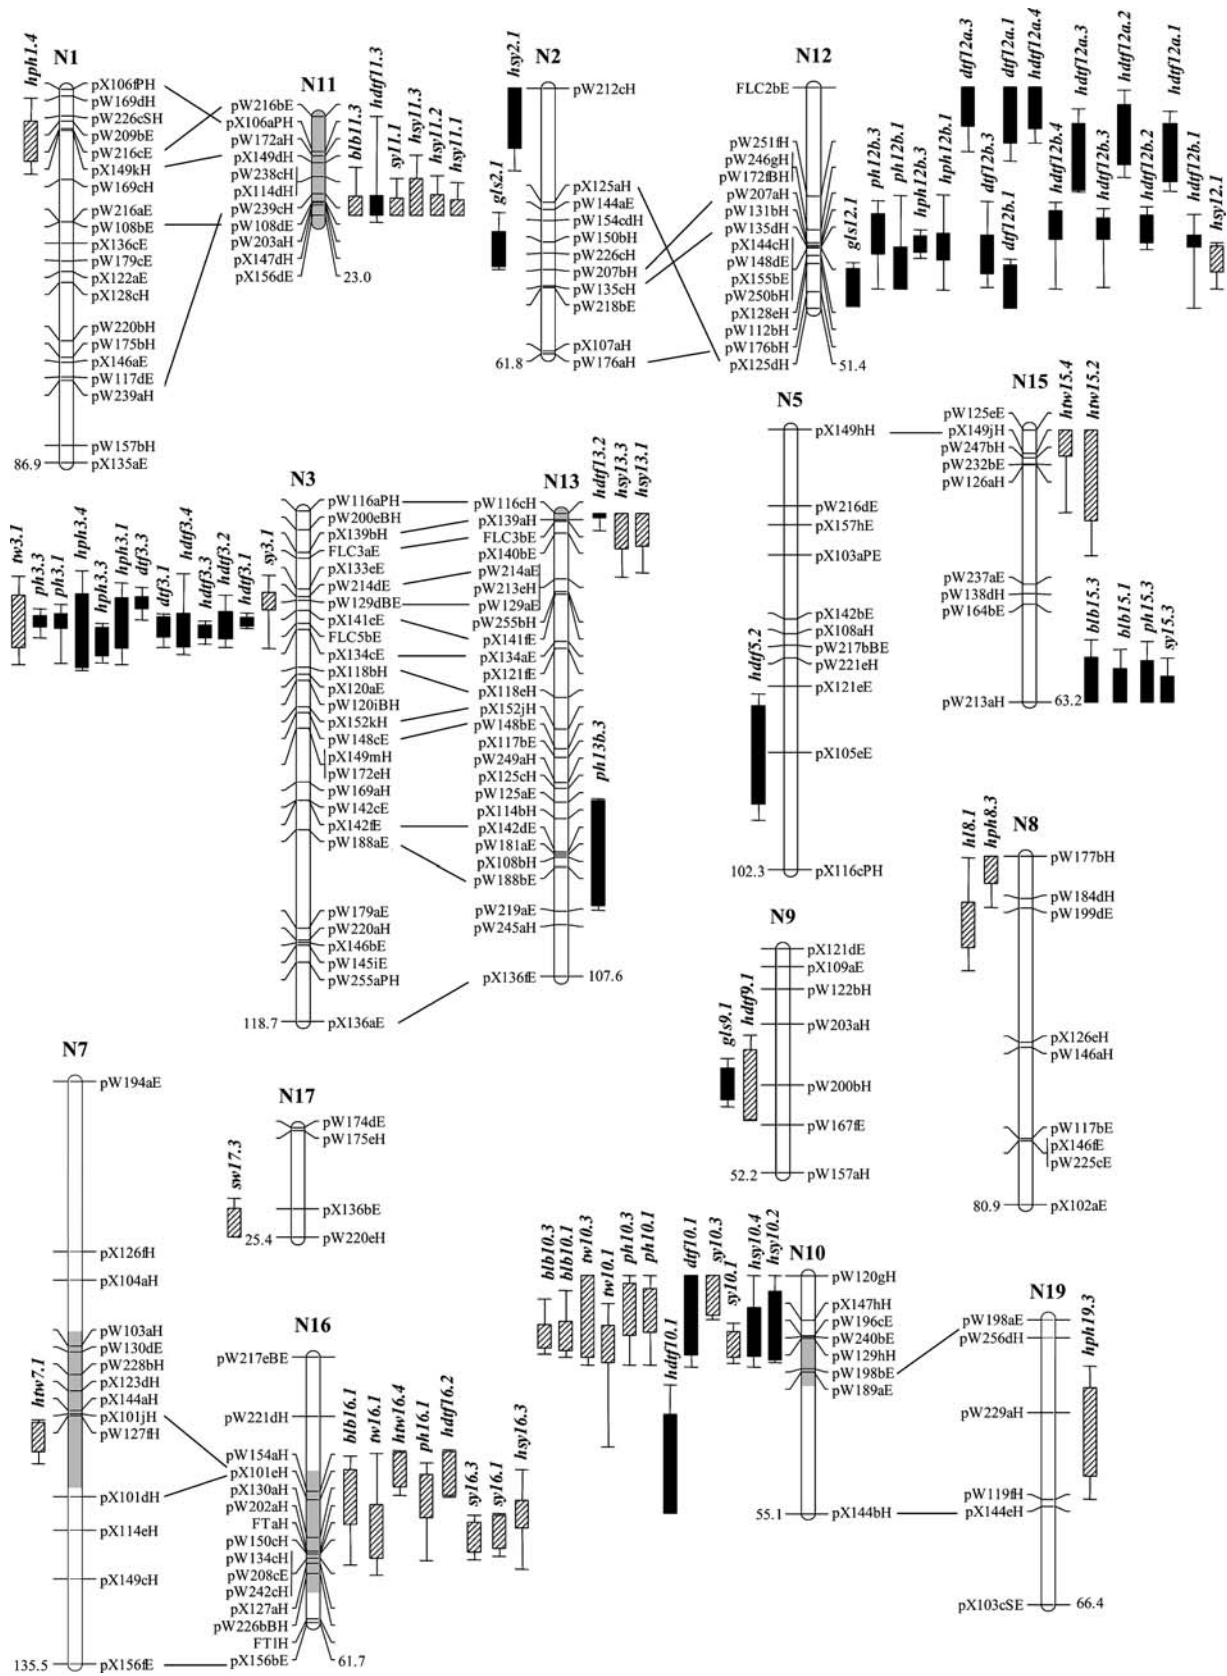 hph1.4
N1
pX106fPH
pW169dH
pW226cSH
pW209bE
pW216cE
pX149kH
pW169cH
pW216aE
pW108bE
pX136cE
pW179cE
pX122aE
pX128cH
pW220bH
pW175bH
pX146aE
pW117dE
pW239aH
pW157bH
pX135aE
86.9
N11
pW216bE
pX106aPH
pW172aH
pX149dH
pW238cH
pX114dH
pW239cH
pW108dE
pW203aH
pX147dH
pX156dE
23.0
blb11.3
hdtf11.3
sy11.1
hsy11.3
hsy11.2
hsy11.1
hsy2.1
gls2.1
N2
pW212cH
pX125aH
pW144aE
pW154cdH
pW150bH
pW226cH
pW207bH
pW135cH
pW218bE
pX107aH
pW176aH
61.8
N12
FLC2bE
pW251fH
pW246gH
pW172fBH
pW207aH
pW131bH
pW135dH
pX144cH
pW148dE
pX155bE
pW250bH
pX128eH
pW112bH
pW176bH
pX125dH
51.4
gls12.1
ph12b.3
ph12b.1
hph12b.3
hph12b.1
dtf12a.3
dtf12b.3
dtf12a.1
dtf12b.1
hdtf12a.4
hdtf12b.4
hdtf12a.3
hdtf12b.3
hdtf12a.2
hdtf12b.2
hdtf12a.1
hdtf12b.1
hsy12.1
tw3.1
ph3.3
ph3.1
hph3.4
hph3.3
hph3.1
dtf3.3
dtf3.1
hdtf3.4
hdtf3.3
hdtf3.2
hdtf3.1
sy3.1
N3
pW116aPH
pW200eBH
pX139bH
FLC3aE
pX133eE
pW214dE
pW129dBE
pX141cE
FLC5bE
pX134cE
pX118bH
pX120aE
pW120iBH
pX152kH
pW148cE
pX149mH
pW172eH
pW169aH
pW142cE
pX142fE
pW188aE
pW179aE
pW220aH
pX146bE
pW145iE
pW255aPH
pX136aE
118.7
N13
pW116cH
pX139aH
FLC3bE
pX140bE
pW214aE
pW213eH
pW129aE
pW255bH
pX141fE
pX134aE
pX121fE
pX118eH
pX152jH
pW148bE
pX117bE
pW249aH
pX125cH
pW125aE
pX114bH
pX142dE
pW181aE
pX108bH
pW188bE
pW219aE
pW245aH
pX136fE
107.6
hdtf13.2
hsy13.3
hsy13.1
ph13b.3
N5
pX149hH
pW216dE
pX157hE
pX103aPE
pX142bE
pX108aH
pW217bBE
pW221eH
pX121eE
pX105eE
pX116cPH
102.3
hdtf5.2
N15
pW125eE
pX149jH
pW247bH
pW232bE
pW126aH
pW237aE
pW138dH
pW164bE
pW213aH
63.2
htw15.4
htw15.2
blb15.3
blb15.1
ph15.3
sy15.3
hl8.1
hph8.3
N8
pW177bH
pW184dH
pW199dE
pX126eH
pW146aH
pW117bE
pX146fE
pW225cE
pX102aE
80.9
N9
pX121dE
pX109aE
pW122bH
pW203aH
pW200bH
pW167fE
pW157aH
52.2
gls9.1
hdtf9.1
N7
pW194aE
pX126fH
pX104aH
pW103aH
pW130dE
pW228bH
pX123dH
pX144aH
pX101jH
pW127fH
pX101dH
pX114eH
pX149cH
pX156fE
135.5
htw7.1
N17
pW174dE
pW175eH
pX136bE
pW220eH
25.4
sw17.3
N16
pW217eBE
pW221dH
pW154aH
pX101eH
pX130aH
pW202aH
FTaH
pW150cH
pW134cH
pW208cE
pW242cH
pX127aH
pW226bBH
FT1H
pX156bE
61.7
blb16.1
tw16.1
htw16.4
ph16.1
hdtf16.2
sy16.3
sy16.1
hsy16.3
blb10.3
blb10.1
tw10.3
tw10.1
ph10.3
ph10.1
hdtf10.1
dtf10.1
sy10.3
sy10.1
hsy10.4
hsy10.2
N10
pW120gH
pX147hH
pW196cE
pW240bE
pW129hH
pW198bE
pW189aE
pX144bH
55.1
N19
pW198aE
pW256dH
pW229aH
pW119fH
pX144eH
pX103cSE
66.4
hph19.3